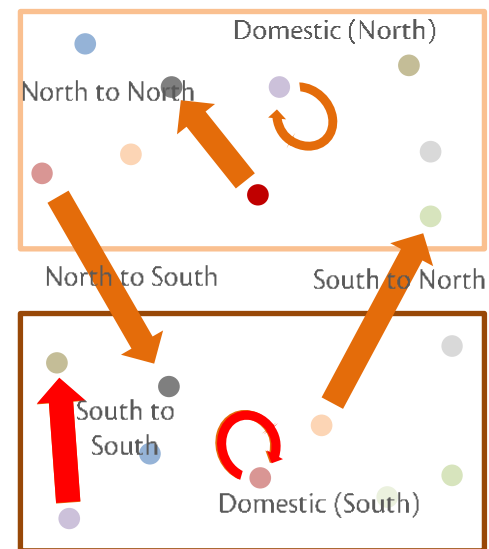 Domestic (North)
North to North
North to South
South to North
South to
South
Domestic (South)